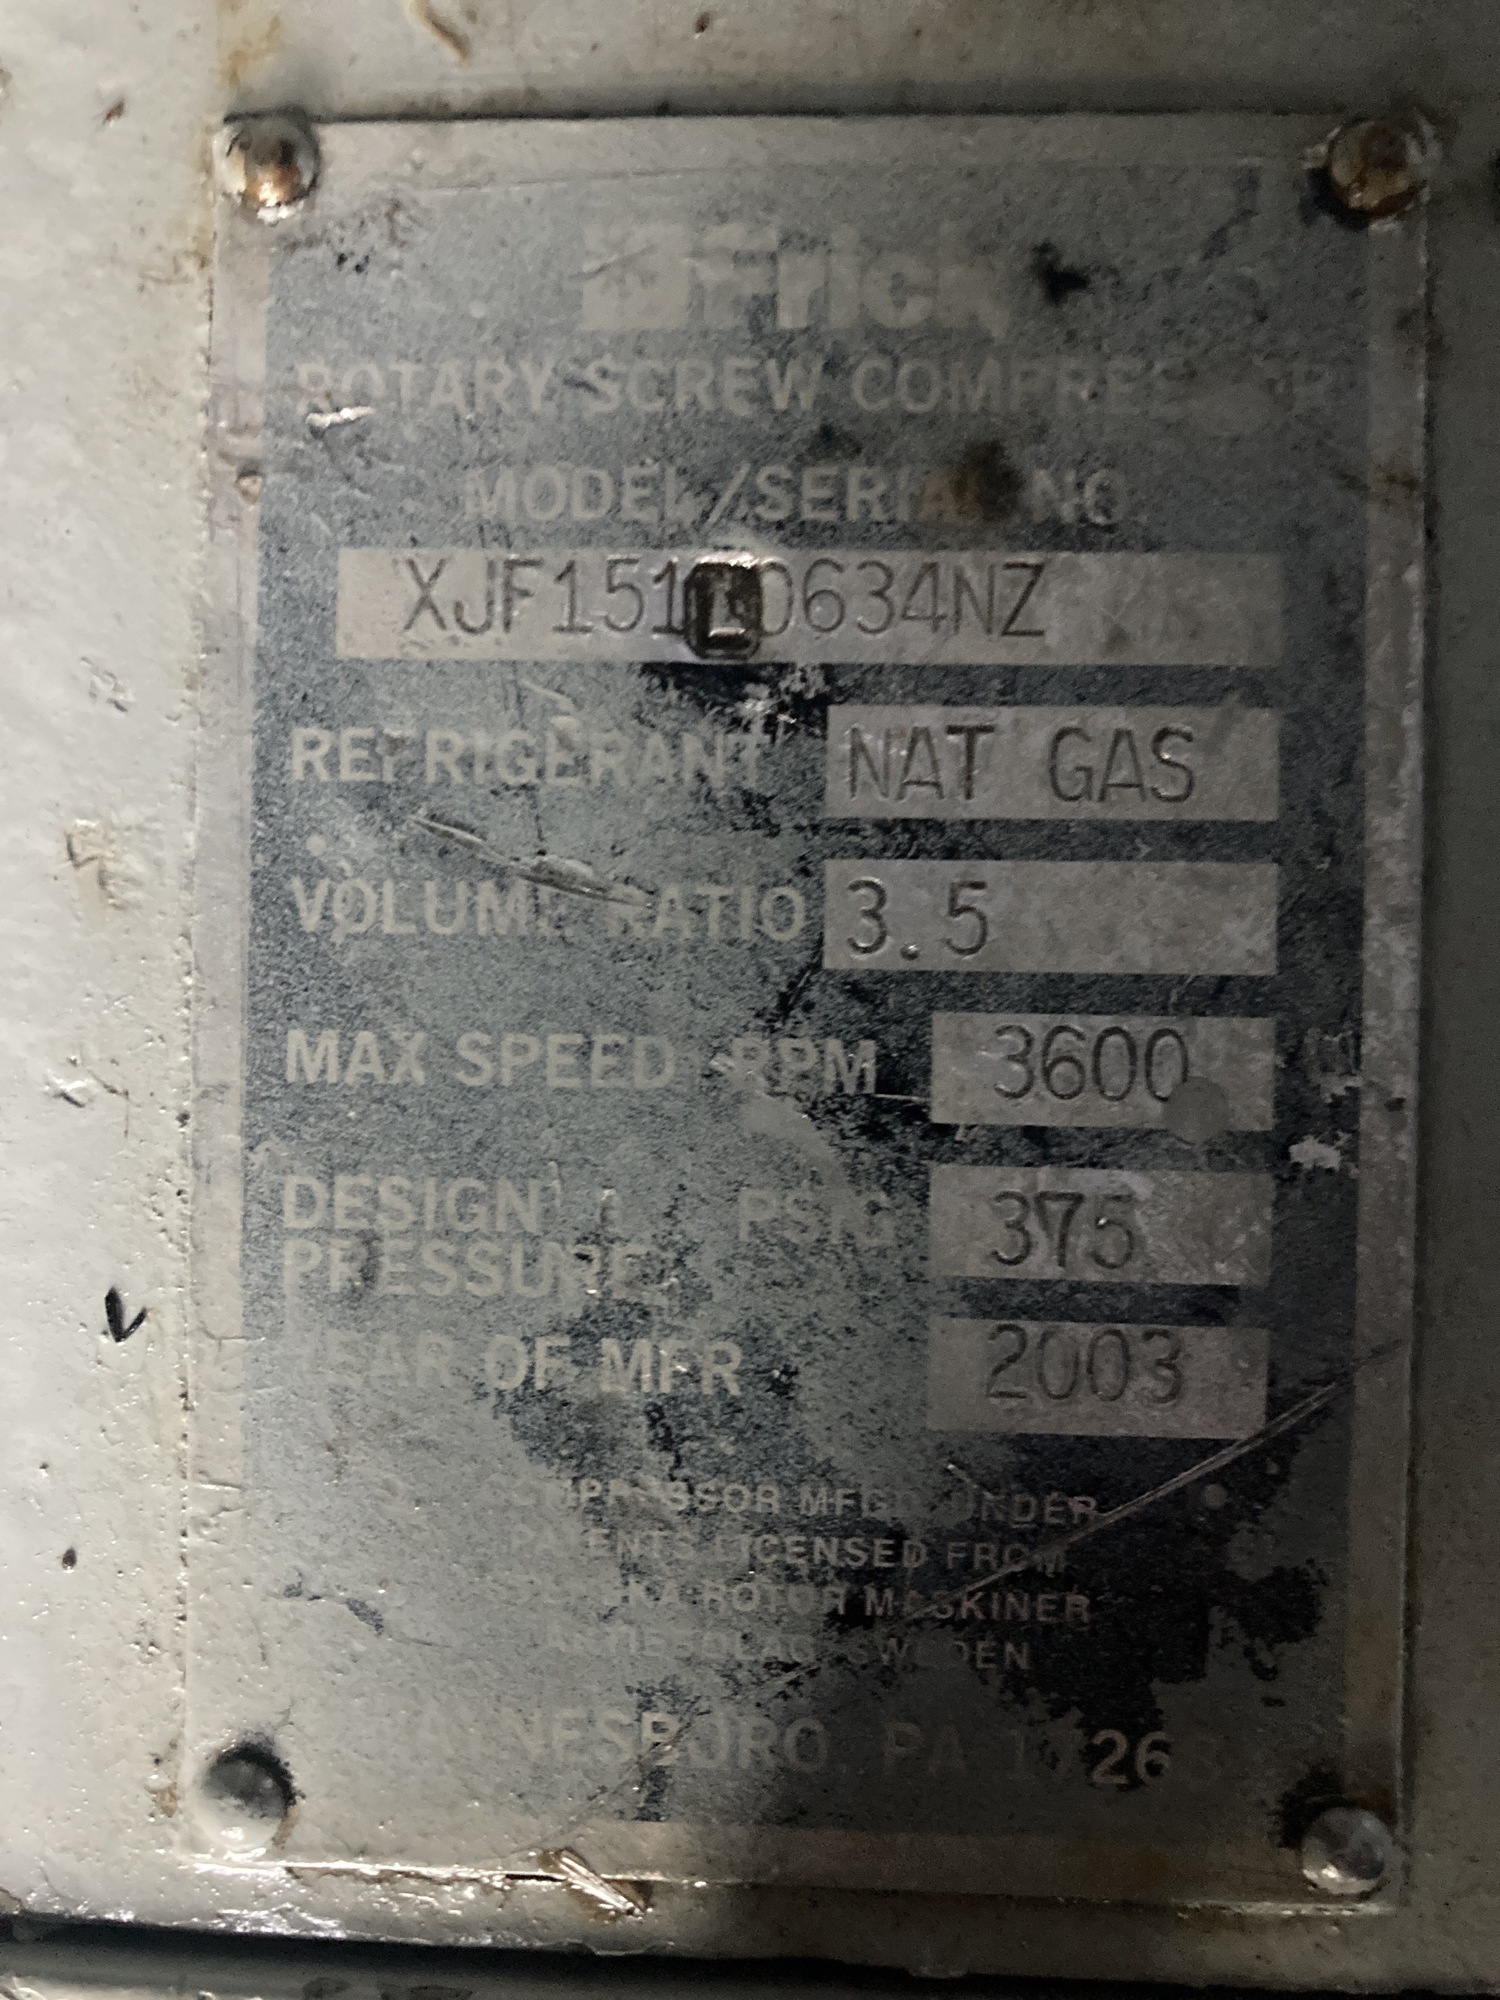 Frick
ROTARY SCREW COMPRESSOR
MODEL/SERIAL NO.
XJF151L0634NZ
REFRIGERANT NAT GAS
VOLUME RATIO 3.5
MAX SPEED RPM 3600
DESIGN PRESSURE PSIG 375
YEAR OF MFR 2003
COMPRESSOR MFGD UNDER
PATENTS LICENSED FROM
SVENSKA ROTOR MASKINER
SWEDEN
WAYNESBORO, PA 17268